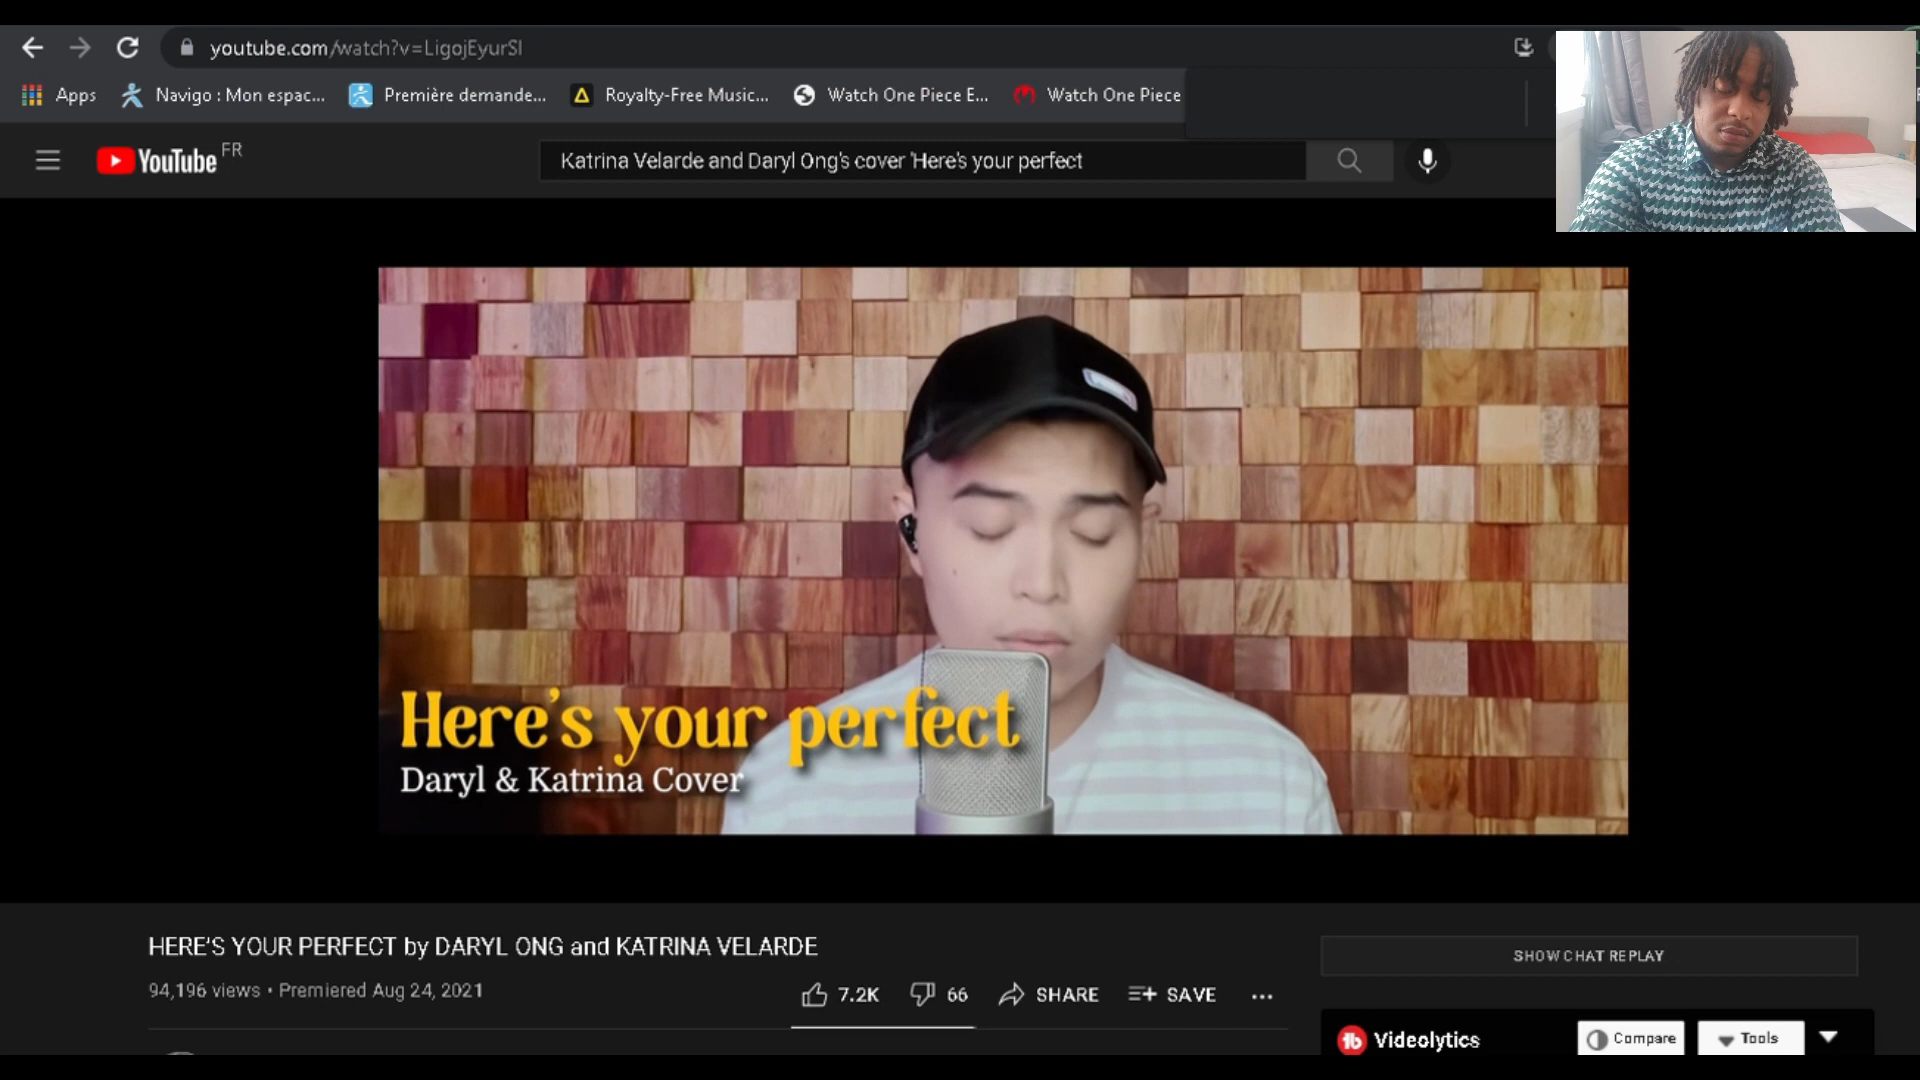 youtube.com/watch?v=LigojEyurSI
Apps
Navigo : Mon espac...
Première demande...
Royalty-Free Music...
Watch One Piece E...
Watch One Piece
YouTube FR
Katrina Velarde and Daryl Ong's cover 'Here's your perfect
Here's your perfect
Daryl & Katrina Cover
HERE'S YOUR PERFECT by DARYL ONG and KATRINA VELARDE
94,196 views • Premiered Aug 24, 2021
7.2K
66
SHARE
SAVE
SHOW CHAT REPLAY
Videolytics
Compare
Tools